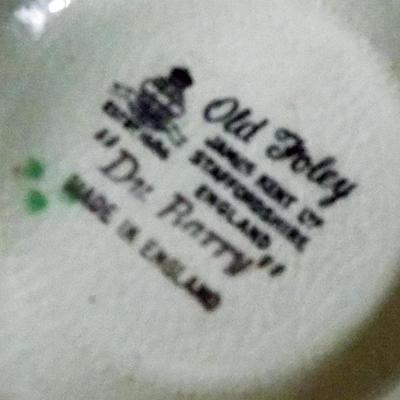 Old Foley
JAMES KENT LTD
STAFFORDSHIRE
ENGLAND
"Du Barry"
MADE IN ENGLAND